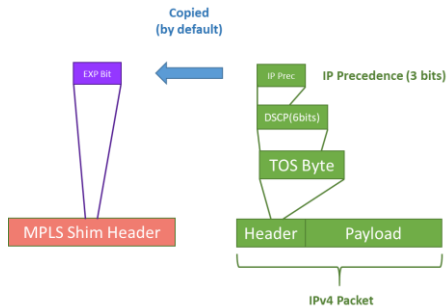 Copied
(by default)
EXP Bit
IP Prec
IP Precedence (3 bits)
DSCP(6bits)
TOS Byte
MPLS Shim Header
Header
Payload
IPv4 Packet